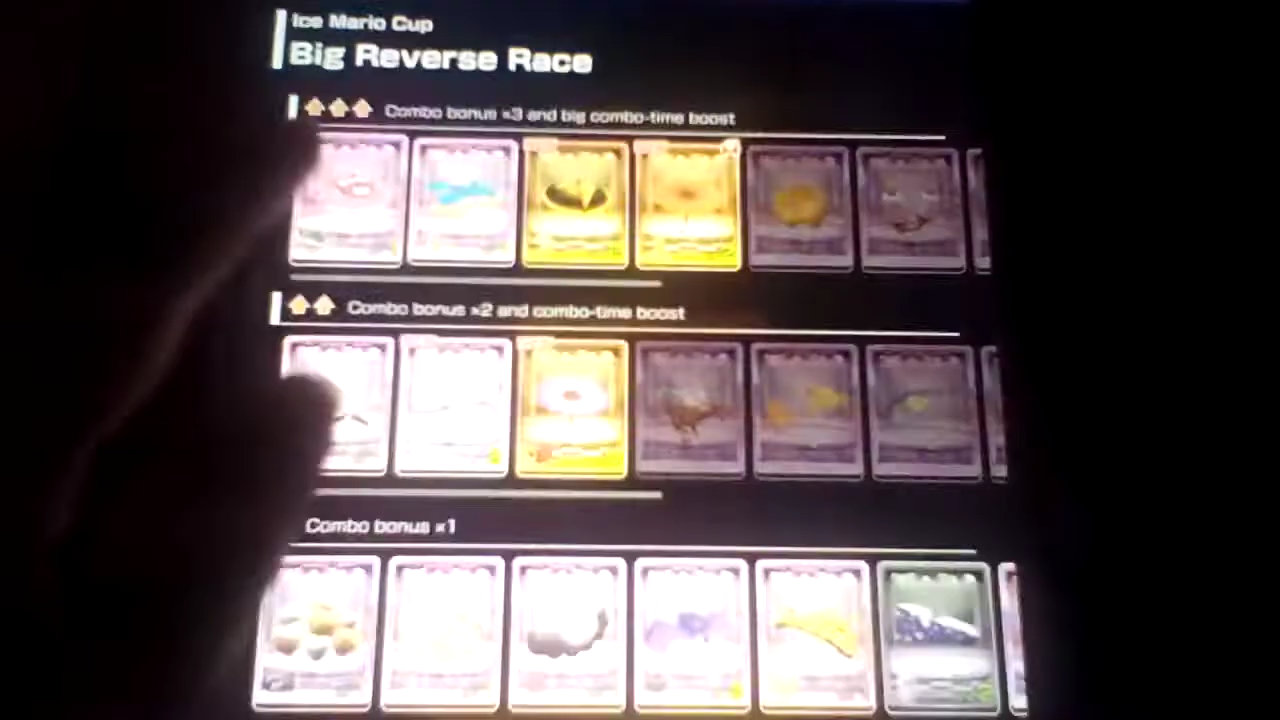 Ice Mario Cup
Big Reverse Race
Combo bonus ×3 and big combo-time boost
Combo bonus ×2 and combo-time boost
Combo bonus ×1